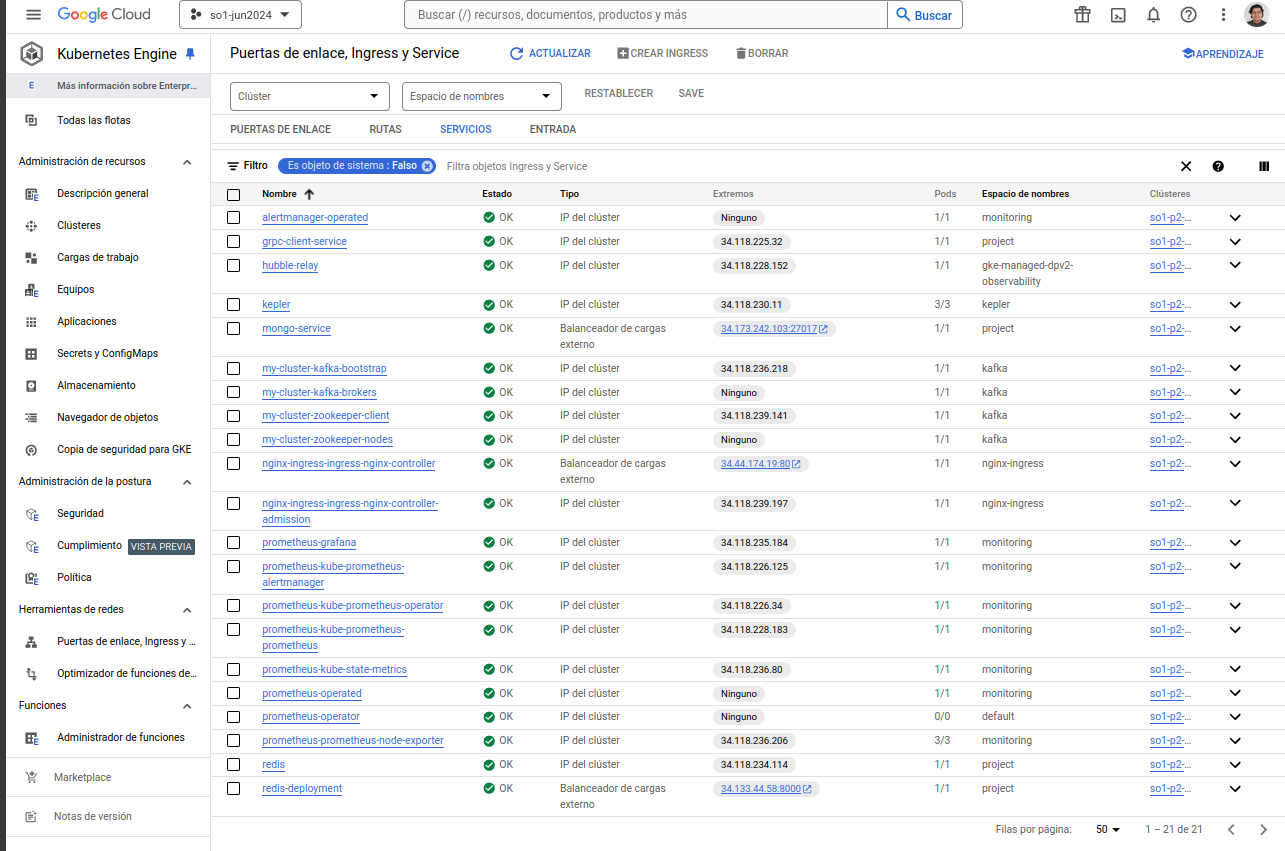 Google Cloud
so1-jun2024
Buscar (/) recursos, documentos, productos y más
Buscar
Kubernetes Engine
E Más información sobre Enterpr...
Todas las flotas
Administración de recursos
Descripción general
Clústeres
Cargas de trabajo
Equipos
Aplicaciones
Secrets y ConfigMaps
Almacenamiento
Navegador de objetos
Copia de seguridad para GKE
Administración de la postura
Seguridad
Cumplimiento VISTA PREVIA
Política
Herramientas de redes
Puertas de enlace, Ingress y ...
Optimizador de funciones de...
Funciones
Administrador de funciones
Marketplace
Notas de versión
Puertas de enlace, Ingress y Service
ACTUALIZAR
CREAR INGRESS
BORRAR
APRENDIZAJE
Clúster
Espacio de nombres
RESTABLECER
SAVE
PUERTAS DE ENLACE RUTAS SERVICIOS ENTRADA
Filtro Es objeto de sistema : Falso Filtra objetos Ingress y Service
Nombre Estado Tipo Extremos Pods Espacio de nombres Clústeres
alertmanager-operated OK IP del clúster Ninguno 1/1 monitoring so1-p2-...
grpc-client-service OK IP del clúster 34.118.225.32 1/1 project so1-p2-...
hubble-relay OK IP del clúster 34.118.228.152 1/1 gke-managed-dpv2- so1-p2-...
observability
kepler OK IP del clúster 34.118.230.11 3/3 kepler so1-p2-...
mongo-service OK Balanceador de cargas 34.173.242.103:27017 1/1 project so1-p2-...
externo
my-cluster-kafka-bootstrap OK IP del clúster 34.118.236.218 1/1 kafka so1-p2-...
my-cluster-kafka-brokers OK IP del clúster Ninguno 1/1 kafka so1-p2-...
my-cluster-zookeeper-client OK IP del clúster 34.118.239.141 1/1 kafka so1-p2-...
my-cluster-zookeeper-nodes OK IP del clúster Ninguno 1/1 kafka so1-p2-...
nginx-ingress-ingress-nginx-controller OK Balanceador de cargas 34.44.174.19:80 1/1 nginx-ingress so1-p2-...
externo
nginx-ingress-ingress-nginx-controller- OK IP del clúster 34.118.239.197 1/1 nginx-ingress so1-p2-...
admission
prometheus-grafana OK IP del clúster 34.118.235.184 1/1 monitoring so1-p2-...
prometheus-kube-prometheus- OK IP del clúster 34.118.226.125 1/1 monitoring so1-p2-...
alertmanager
prometheus-kube-prometheus-operator OK IP del clúster 34.118.226.34 1/1 monitoring so1-p2-...
prometheus-kube-prometheus- OK IP del clúster 34.118.228.183 1/1 monitoring so1-p2-...
prometheus
prometheus-kube-state-metrics OK IP del clúster 34.118.236.80 1/1 monitoring so1-p2-...
prometheus-operated OK IP del clúster Ninguno 1/1 monitoring so1-p2-...
prometheus-operator OK IP del clúster Ninguno 0/0 default so1-p2-...
prometheus-prometheus-node-exporter OK IP del clúster 34.118.236.206 3/3 monitoring so1-p2-...
redis OK IP del clúster 34.118.234.114 1/1 project so1-p2-...
redis-deployment OK Balanceador de cargas 34.133.44.58:8000 1/1 project so1-p2-...
externo
Filas por página: 50 1 – 21 de 21